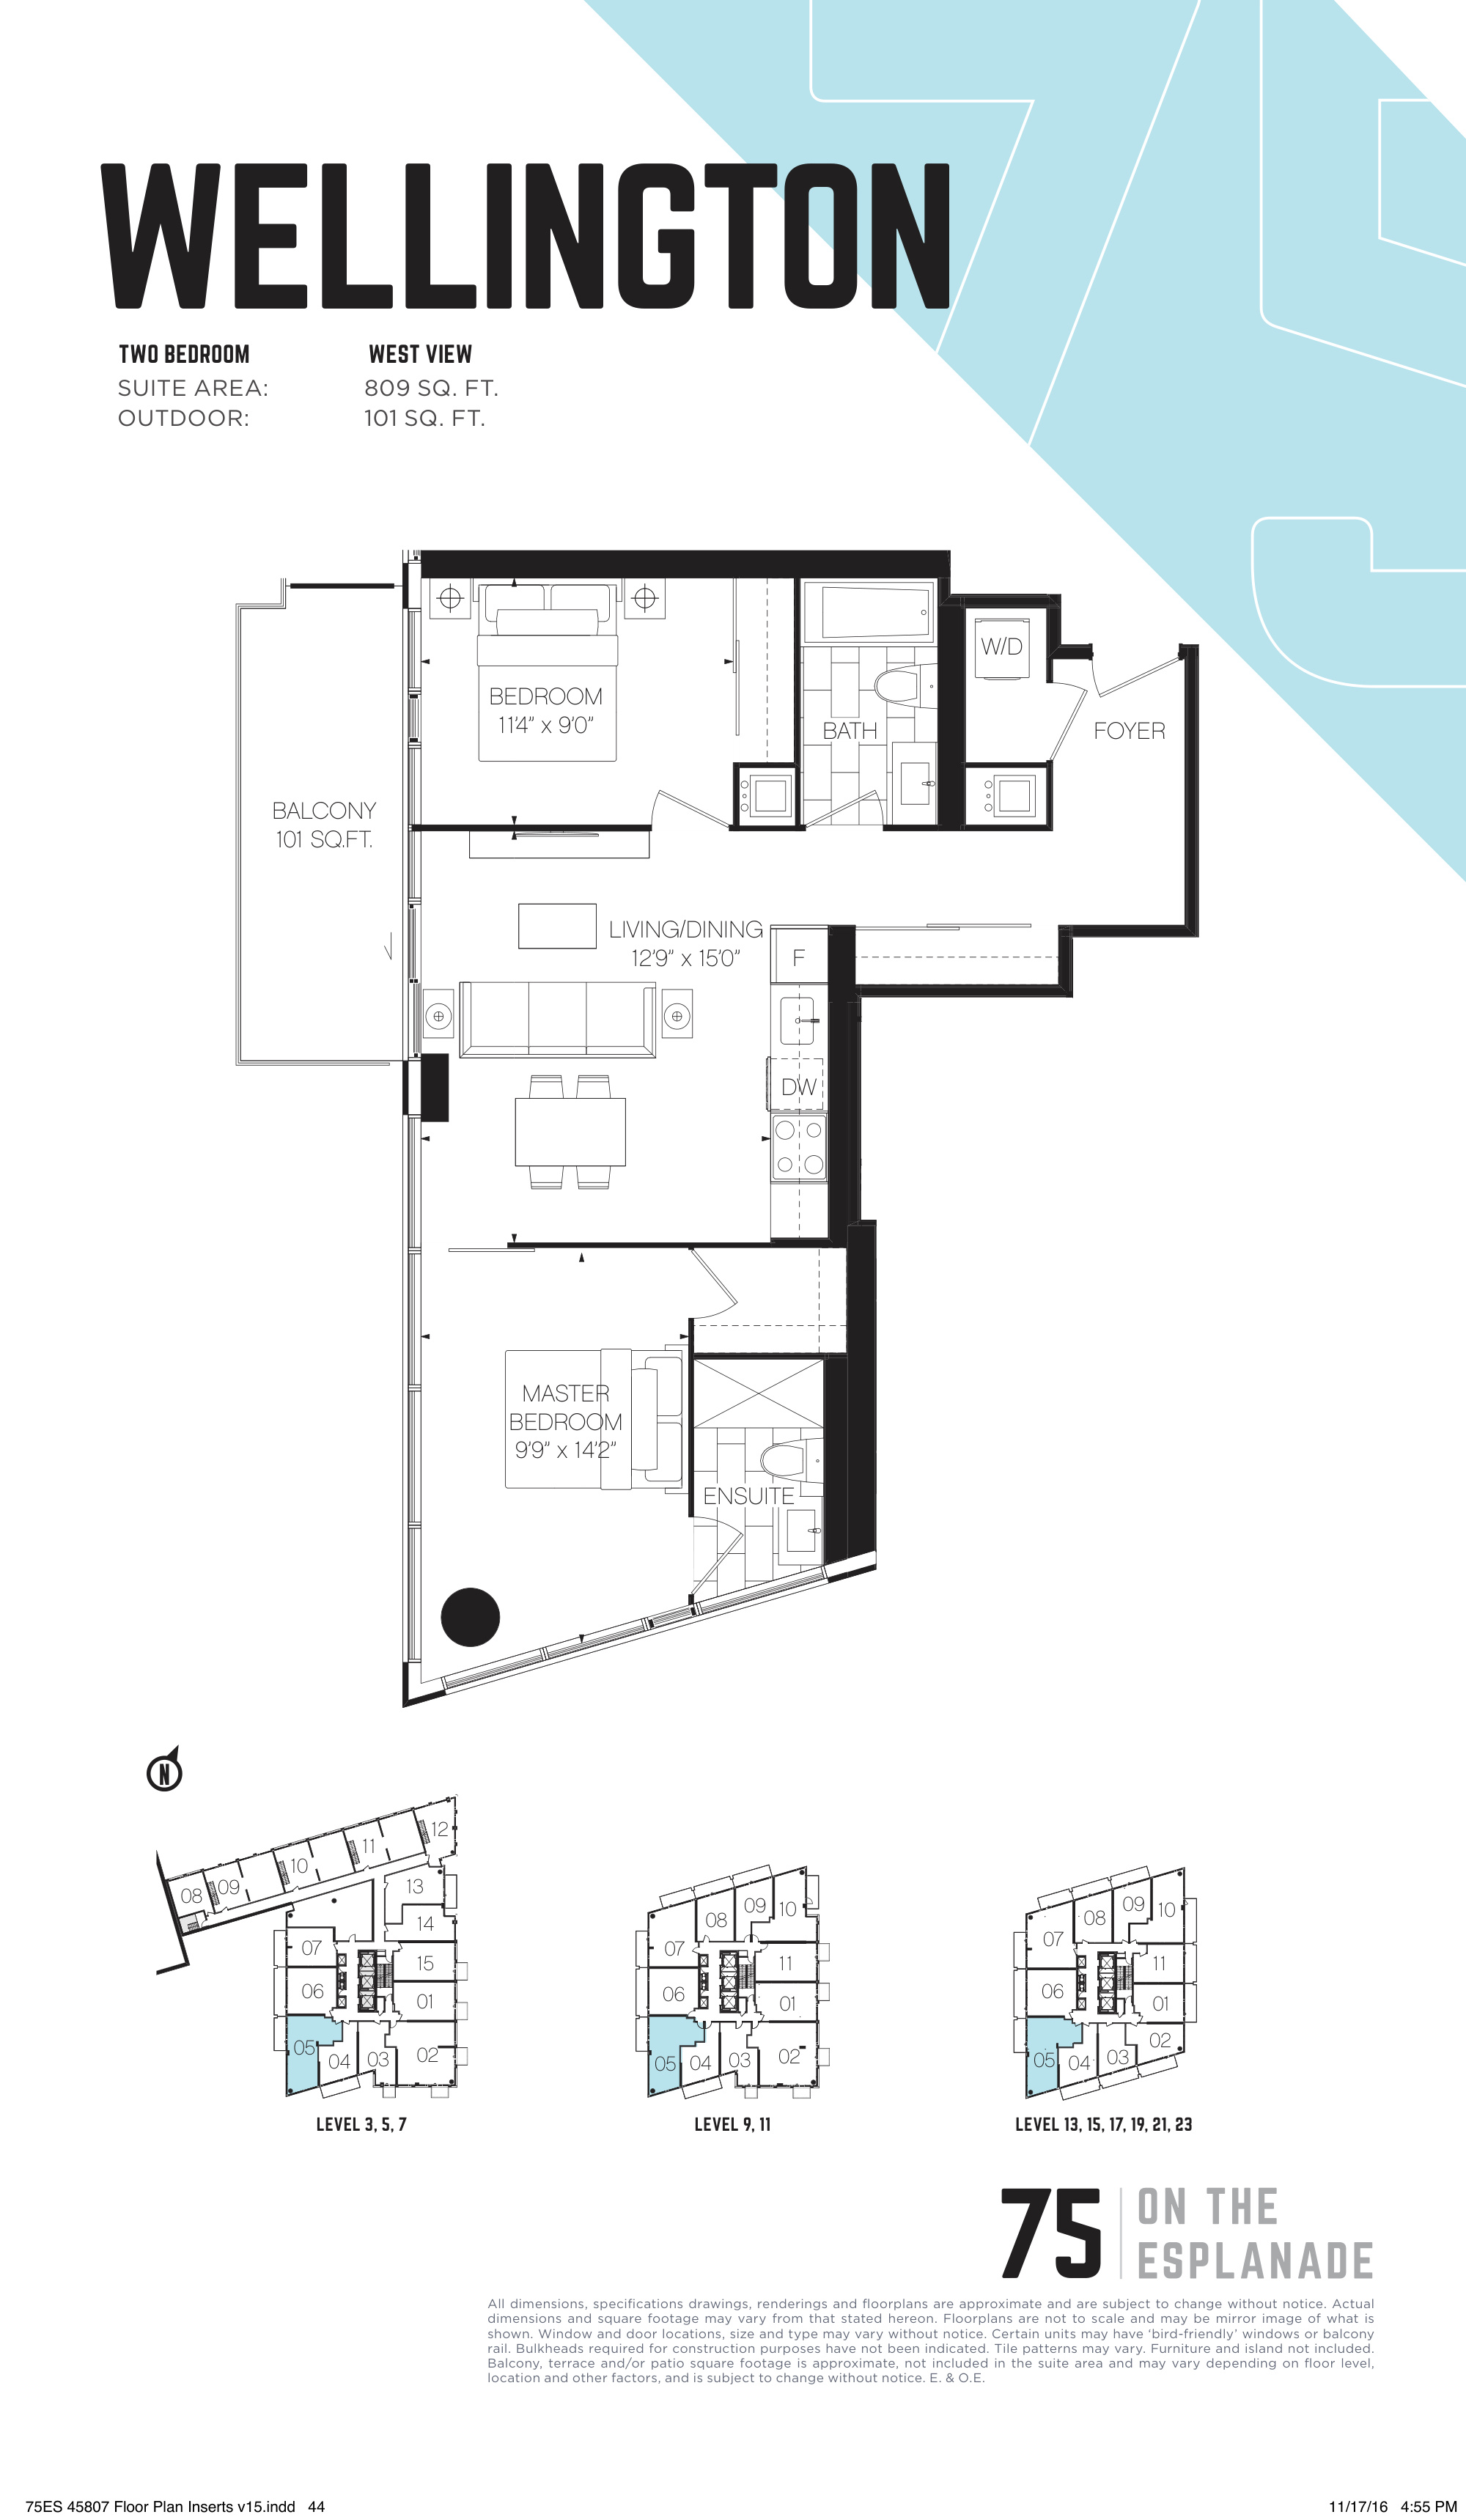 WELLINGTON
TWO BEDROOM WEST VIEW
SUITE AREA: 809 SQ. FT.
OUTDOOR: 101 SQ. FT.
W/D
BEDROOM
11'4" x 9'0"
BATH
FOYER
BALCONY
101 SQ.FT.
LIVING/DINING
12'9" x 15'0"
F
DW
MASTER
BEDROOM
9'9" x 14'2"
ENSUITE
N
12
11
10
09
08
13
14
07
15
06
01
05
04
03
02
LEVEL 3, 5, 7
09
10
08
07
11
06
01
05
04
03
02
LEVEL 9, 11
09
10
08
07
11
06
01
02
05
04
03
LEVEL 13, 15, 17, 19, 21, 23
75
ON THE
ESPLANADE
All dimensions, specifications drawings, renderings and floorplans are approximate and are subject to change without notice. Actual
dimensions and square footage may vary from that stated hereon. Floorplans are not to scale and may be mirror image of what is
shown. Window and door locations, size and type may vary without notice. Certain units may have ‘bird-friendly’ windows or balcony
rail. Bulkheads required for construction purposes have not been indicated. Tile patterns may vary. Furniture and island not included.
Balcony, terrace and/or patio square footage is approximate, not included in the suite area and may vary depending on floor level,
location and other factors, and is subject to change without notice. E. & O.E.
75ES 45807 Floor Plan Inserts v15.indd 44
11/17/16 4:55 PM